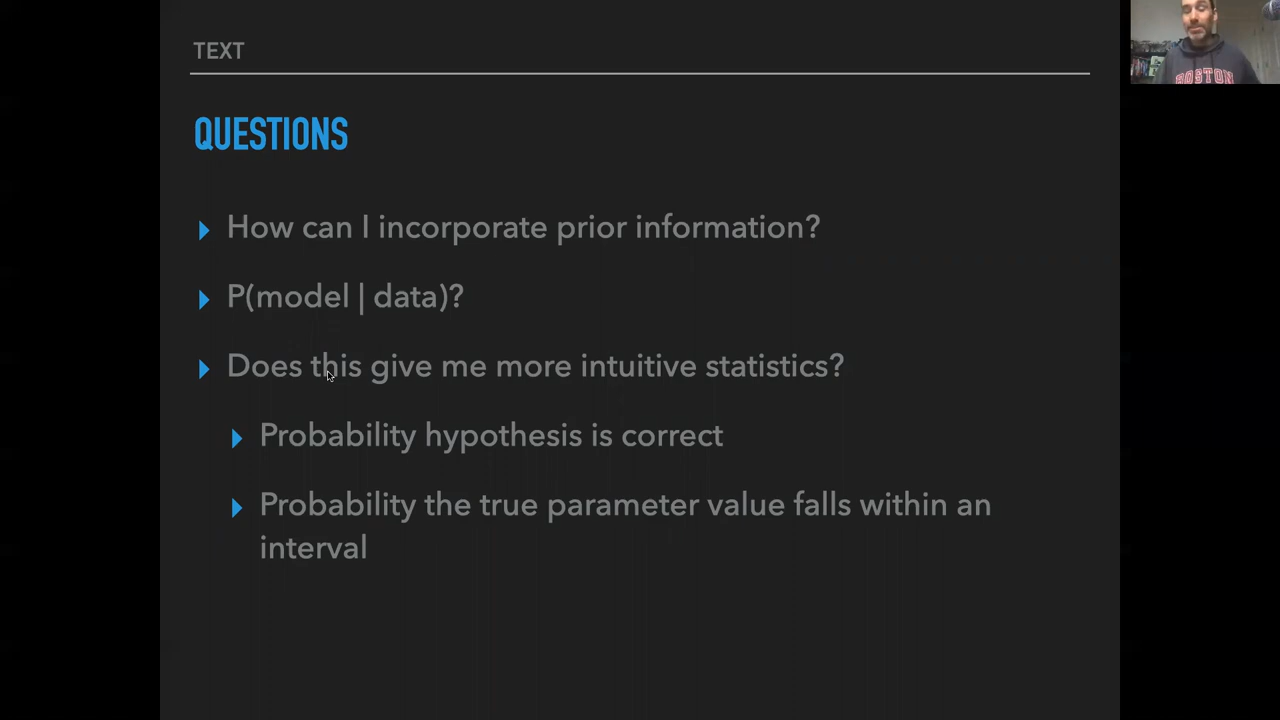 TEXT
QUESTIONS
How can I incorporate prior information?
P(model | data)?
Does this give me more intuitive statistics?
Probability hypothesis is correct
Probability the true parameter value falls within an
interval
BOSTON